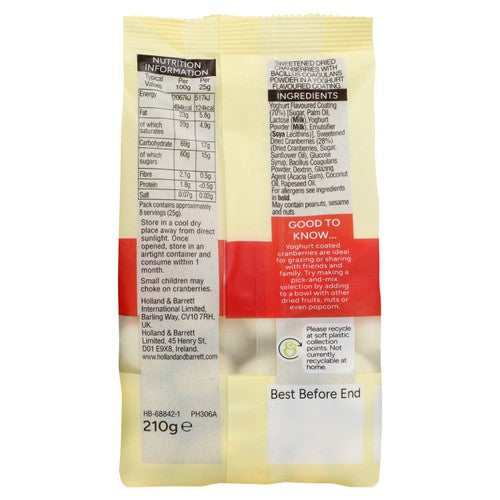 NUTRITION
INFORMATION
Typical Values Per 100g Per 25g
Energy 2067kJ 517kJ
494kcal 124kcal
Fat 23g 5.8g
of which saturates 20g 4.9g
Carbohydrate 69g 17g
of which sugars 60g 15g
Fibre 2.1g 0.5g
Protein 1.8g <0.5g
Salt 0.07g 0.02g
Pack contains approximately
8 servings (25g).
Store in a cool dry
place away from direct
sunlight. Once
opened, store in an
airtight container and
consume within 1
month.
Small children may
choke on cranberries.
Holland & Barrett
International Limited,
Barling Way, CV10 7RH,
UK.
Holland & Barrett
Limited, 45 Henry St,
D01 E9X8, Ireland.
www.hollandandbarrett.com
HB-68842-1 PH306A
210g e
SWEETENED DRIED
CRANBERRIES WITH
BACILLUS COAGULANS
POWDER IN A YOGHURT
FLAVOURED COATING.
INGREDIENTS
Yoghurt Flavoured Coating
(70%) [Sugar, Palm Oil,
Lactose (Milk), Yoghurt
Powder (Milk), Emulsifier
(Soya Lecithins)], Sweetened
Dried Cranberries (28%)
(Dried Cranberries, Sugar,
Sunflower Oil), Glucose
Syrup, Bacillus Coagulans
Powder, Dextrin, Glazing
Agent (Acacia Gum), Coconut
Oil, Rapeseed Oil.
For allergens see ingredients
in bold.
May contain peanuts, sesame
and nuts
GOOD TO
KNOW...
Yoghurt coated
cranberries are ideal
for grazing or sharing
with friends and
family. Try making a
pick-and-mix
selection by adding
to a bowl with other
dried fruits, nuts or
even popcorn.
Please recycle
at soft plastic
collection
points. Not
currently
recyclable at
home.
Best Before End